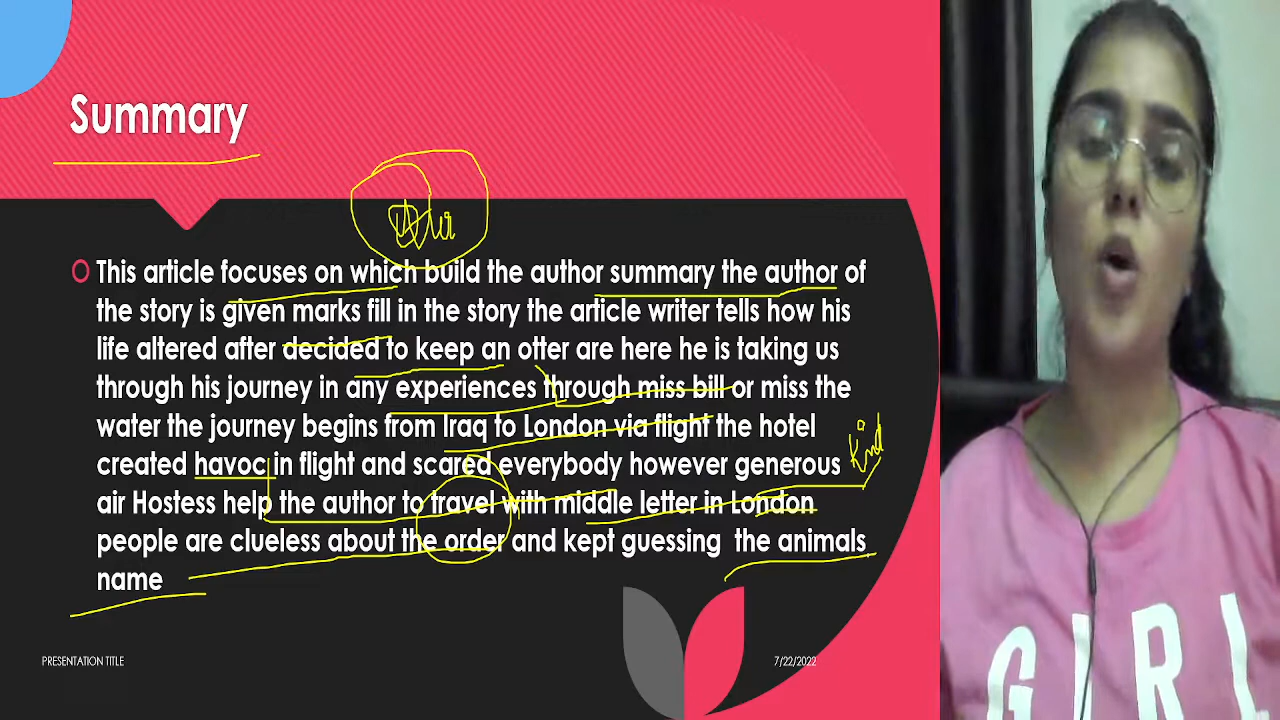 Summary
This article focuses on which build the author summary the author of
the story is given marks fill in the story the article writer tells how his
life altered after decided to keep an otter are here he is taking us
through his journey in any experiences through miss bill or miss the
water the journey begins from Iraq to London via flight the hotel
created havoc in flight and scared everybody however generous
kind
air Hostess help the author to travel with middle letter in London
people are clueless about the order and kept guessing the animals
name
PRESENTATION TITLE
7/22/2022
GIRL